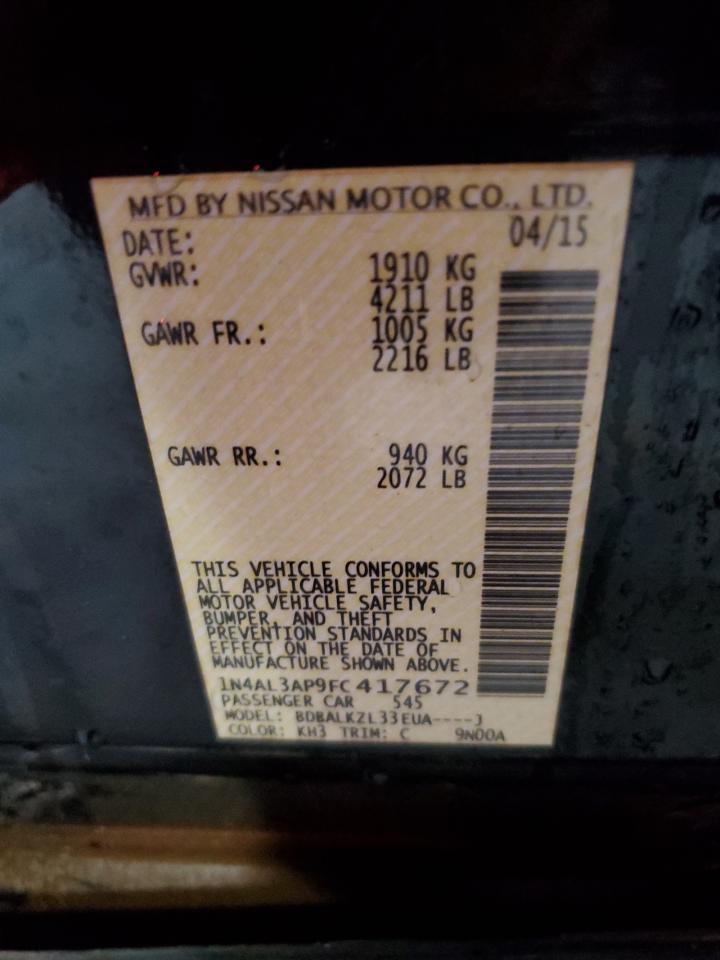 MFD BY NISSAN MOTOR CO., LTD.
DATE: 04/15
GVWR: 1910 KG
4211 LB
GAWR FR.: 1005 KG
2216 LB
GAWR RR.: 940 KG
2072 LB
THIS VEHICLE CONFORMS TO
ALL APPLICABLE FEDERAL
MOTOR VEHICLE SAFETY,
BUMPER, AND THEFT
PREVENTION STANDARDS IN
EFFECT ON THE DATE OF
MANUFACTURE SHOWN ABOVE.
1N4AL3AP9FC417672
PASSENGER CAR 545
MODEL: BDBALKZL33EUA----J
COLOR: KH3 TRIM: C 9N00A